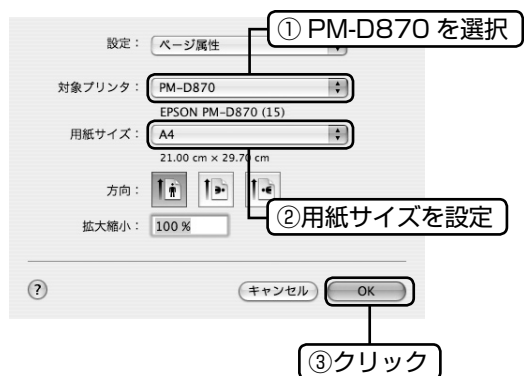 ① PM-D870 を選択
設定： ページ属性
対象プリンタ： PM-D870
EPSON PM-D870 (15)
用紙サイズ： A4
21.00 cm × 29.70 cm
方向：
②用紙サイズを設定
拡大縮小： 100 %
? キャンセル OK
③クリック